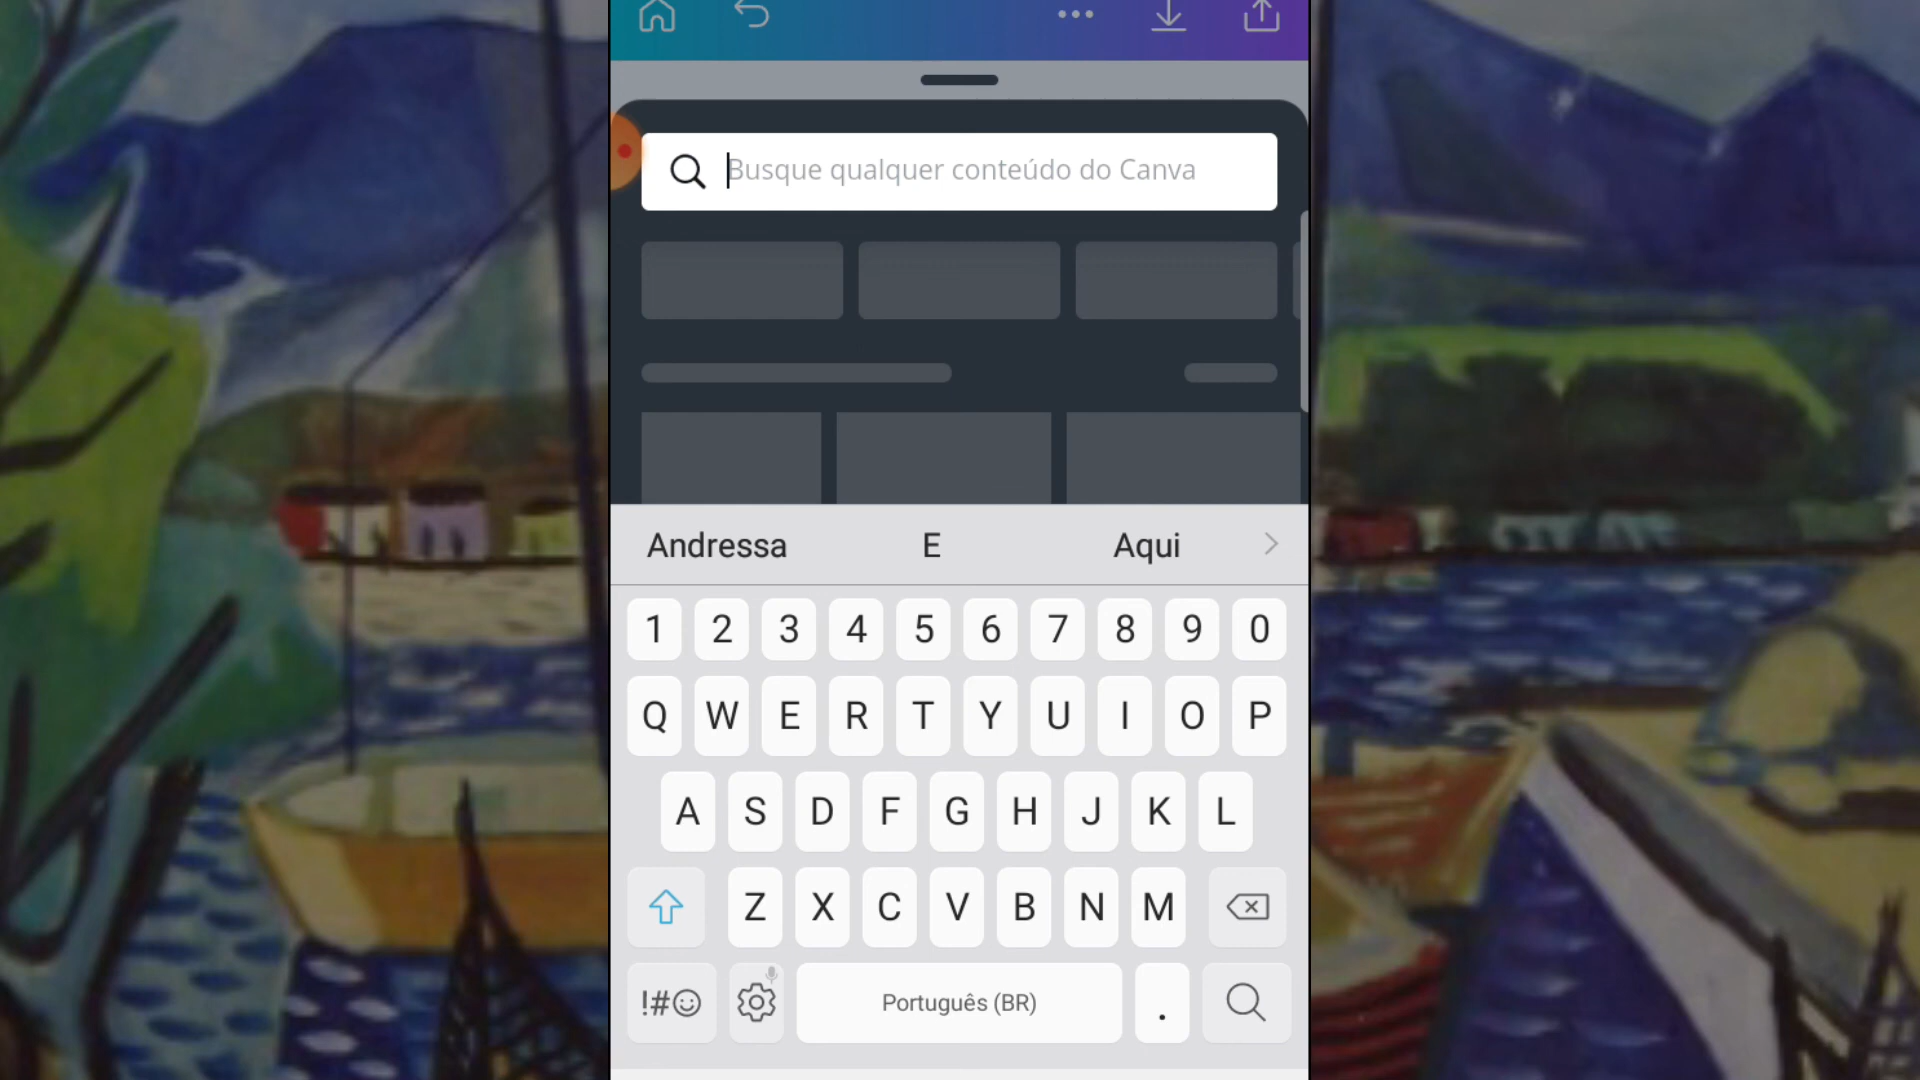 Busque qualquer conteúdo do Canva
Andressa E Aqui
1 2 3 4 5 6 7 8 9 0
Q W E R T Y U I O P
A S D F G H J K L
Z X C V B N M
!#☺ Português (BR) .